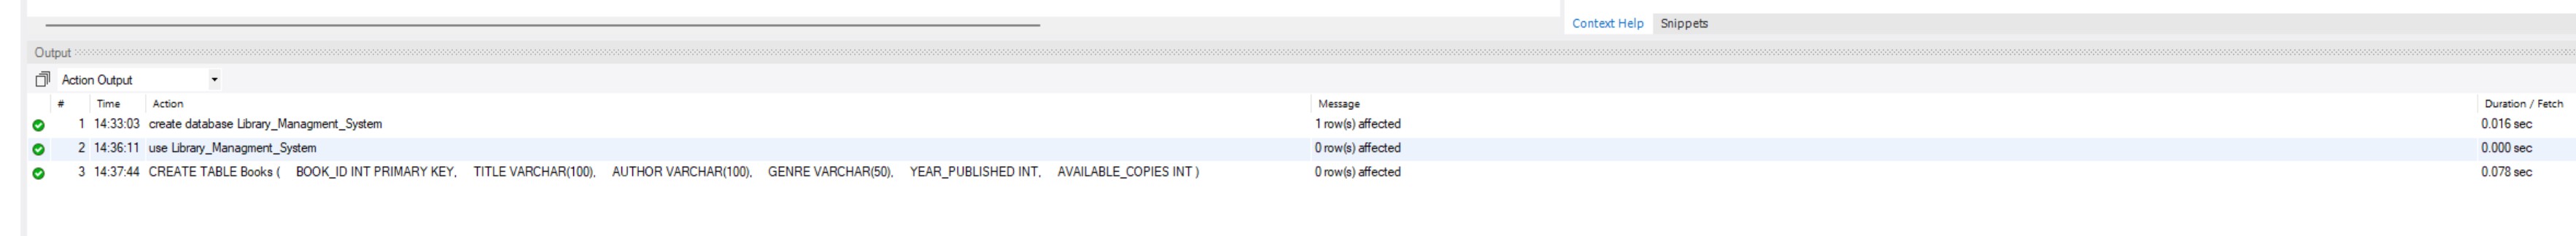 Context Help Snippets
Output
Action Output
# Time Action Message Duration / Fetch
1 14:33:03 create database Library_Managment_System 1 row(s) affected 0.016 sec
2 14:36:11 use Library_Managment_System 0 row(s) affected 0.000 sec
3 14:37:44 CREATE TABLE Books ( BOOK_ID INT PRIMARY KEY, TITLE VARCHAR(100), AUTHOR VARCHAR(100), GENRE VARCHAR(50), YEAR_PUBLISHED INT, AVAILABLE_COPIES INT ) 0 row(s) affected 0.078 sec